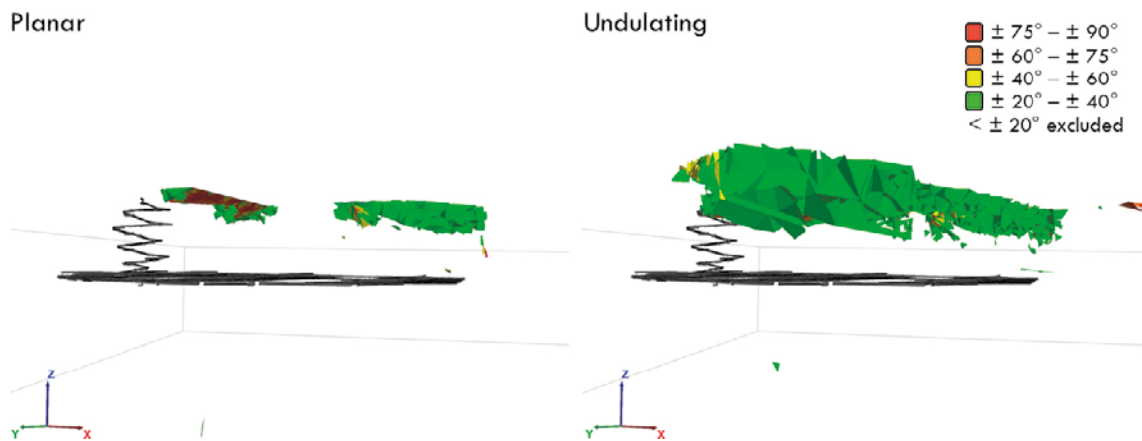 Planar
Undulating
± 75° – ± 90°
± 60° – ± 75°
± 40° – ± 60°
± 20° – ± 40°
< ± 20° excluded
Z
Y
X
Z
Y
X